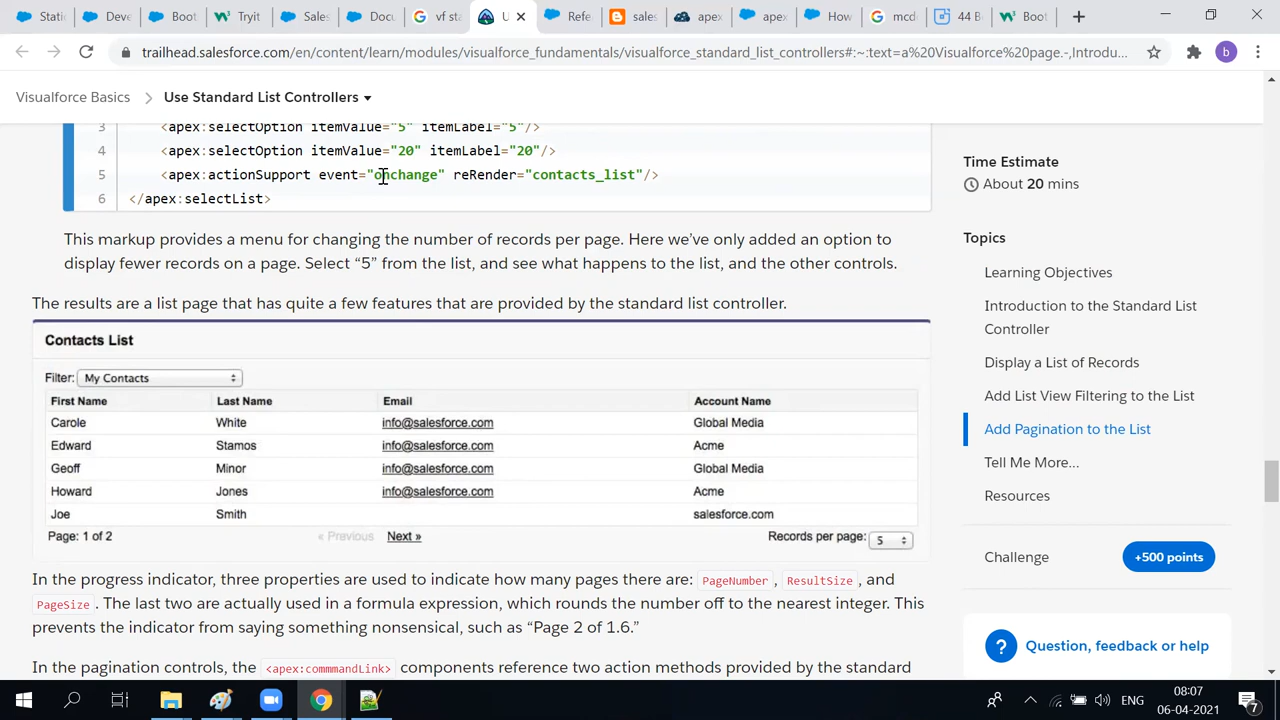 Stati
Deve
Boot
Tryit
Sales
Docu
vf sta
U
Refe
sales
apex
apex
How
mcd
44 B
Boo
trailhead.salesforce.com/en/content/learn/modules/visualforce_fundamentals/visualforce_standard_list_controllers#:~:text=a%20Visualforce%20page.-,Introdu...
b
Visualforce Basics
Use Standard List Controllers
3 <apex:selectOption itemValue="5" itemLabel="5"/>
4 <apex:selectOption itemValue="20" itemLabel="20"/>
5 <apex:actionSupport event="onchange" reRender="contacts_list"/>
6 </apex:selectList>
This markup provides a menu for changing the number of records per page. Here we've only added an option to
display fewer records on a page. Select “5” from the list, and see what happens to the list, and the other controls.
The results are a list page that has quite a few features that are provided by the standard list controller.
Contacts List
Filter: My Contacts
First Name Last Name Email Account Name
Carole White info@salesforce.com Global Media
Edward Stamos info@salesforce.com Acme
Geoff Minor info@salesforce.com Global Media
Howard Jones info@salesforce.com Acme
Joe Smith salesforce.com
Page: 1 of 2 « Previous Next » Records per page: 5
In the progress indicator, three properties are used to indicate how many pages there are: PageNumber , ResultSize , and
PageSize . The last two are actually used in a formula expression, which rounds the number off to the nearest integer. This
prevents the indicator from saying something nonsensical, such as “Page 2 of 1.6.”
In the pagination controls, the <apex:commmandLink> components reference two action methods provided by the standard
Time Estimate
About 20 mins
Topics
Learning Objectives
Introduction to the Standard List
Controller
Display a List of Records
Add List View Filtering to the List
Add Pagination to the List
Tell Me More...
Resources
Challenge +500 points
Question, feedback or help
ENG
08:07
06-04-2021
7